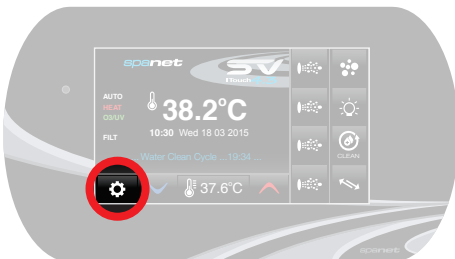 spanet
SV
iTouch
AUTO
HEAT
O3/UV
FILT
38.2°C
10:30 Wed 18 03 2015
... Water Clean Cycle ...19:34 ...
CLEAN
37.6°C
spanet